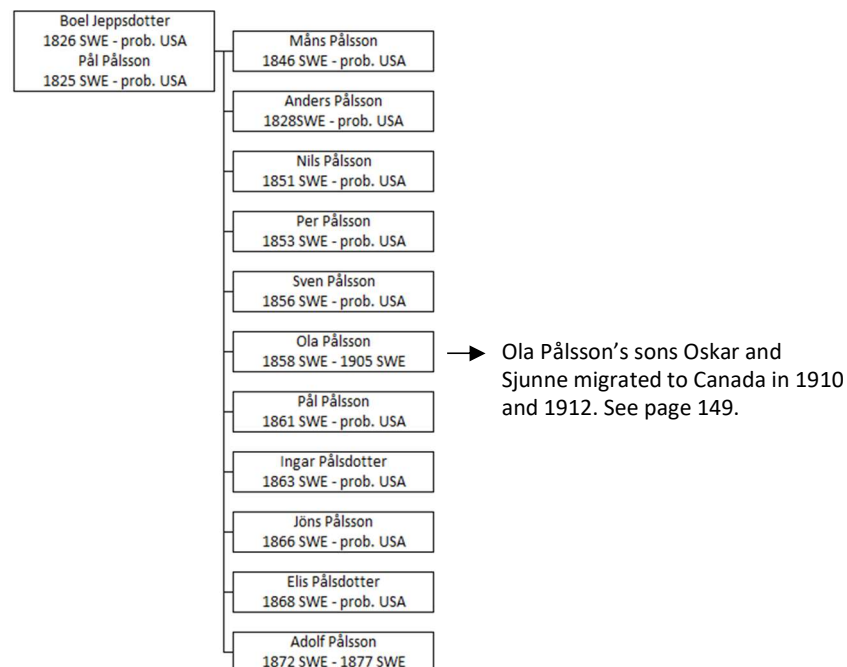 Boel Jeppsdotter
1826 SWE - prob. USA
Pål Pålsson
1825 SWE - prob. USA
Måns Pålsson
1846 SWE - prob. USA
Anders Pålsson
1828SWE - prob. USA
Nils Pålsson
1851 SWE - prob. USA
Per Pålsson
1853 SWE - prob. USA
Sven Pålsson
1856 SWE - prob. USA
Ola Pålsson
1858 SWE - 1905 SWE
Ola Pålsson’s sons Oskar and
Sjunne migrated to Canada in 1910
and 1912. See page 149.
Pål Pålsson
1861 SWE - prob. USA
Ingar Pålsdotter
1863 SWE - prob. USA
Jöns Pålsson
1866 SWE - prob. USA
Elis Pålsdotter
1868 SWE - prob. USA
Adolf Pålsson
1872 SWE - 1877 SWE